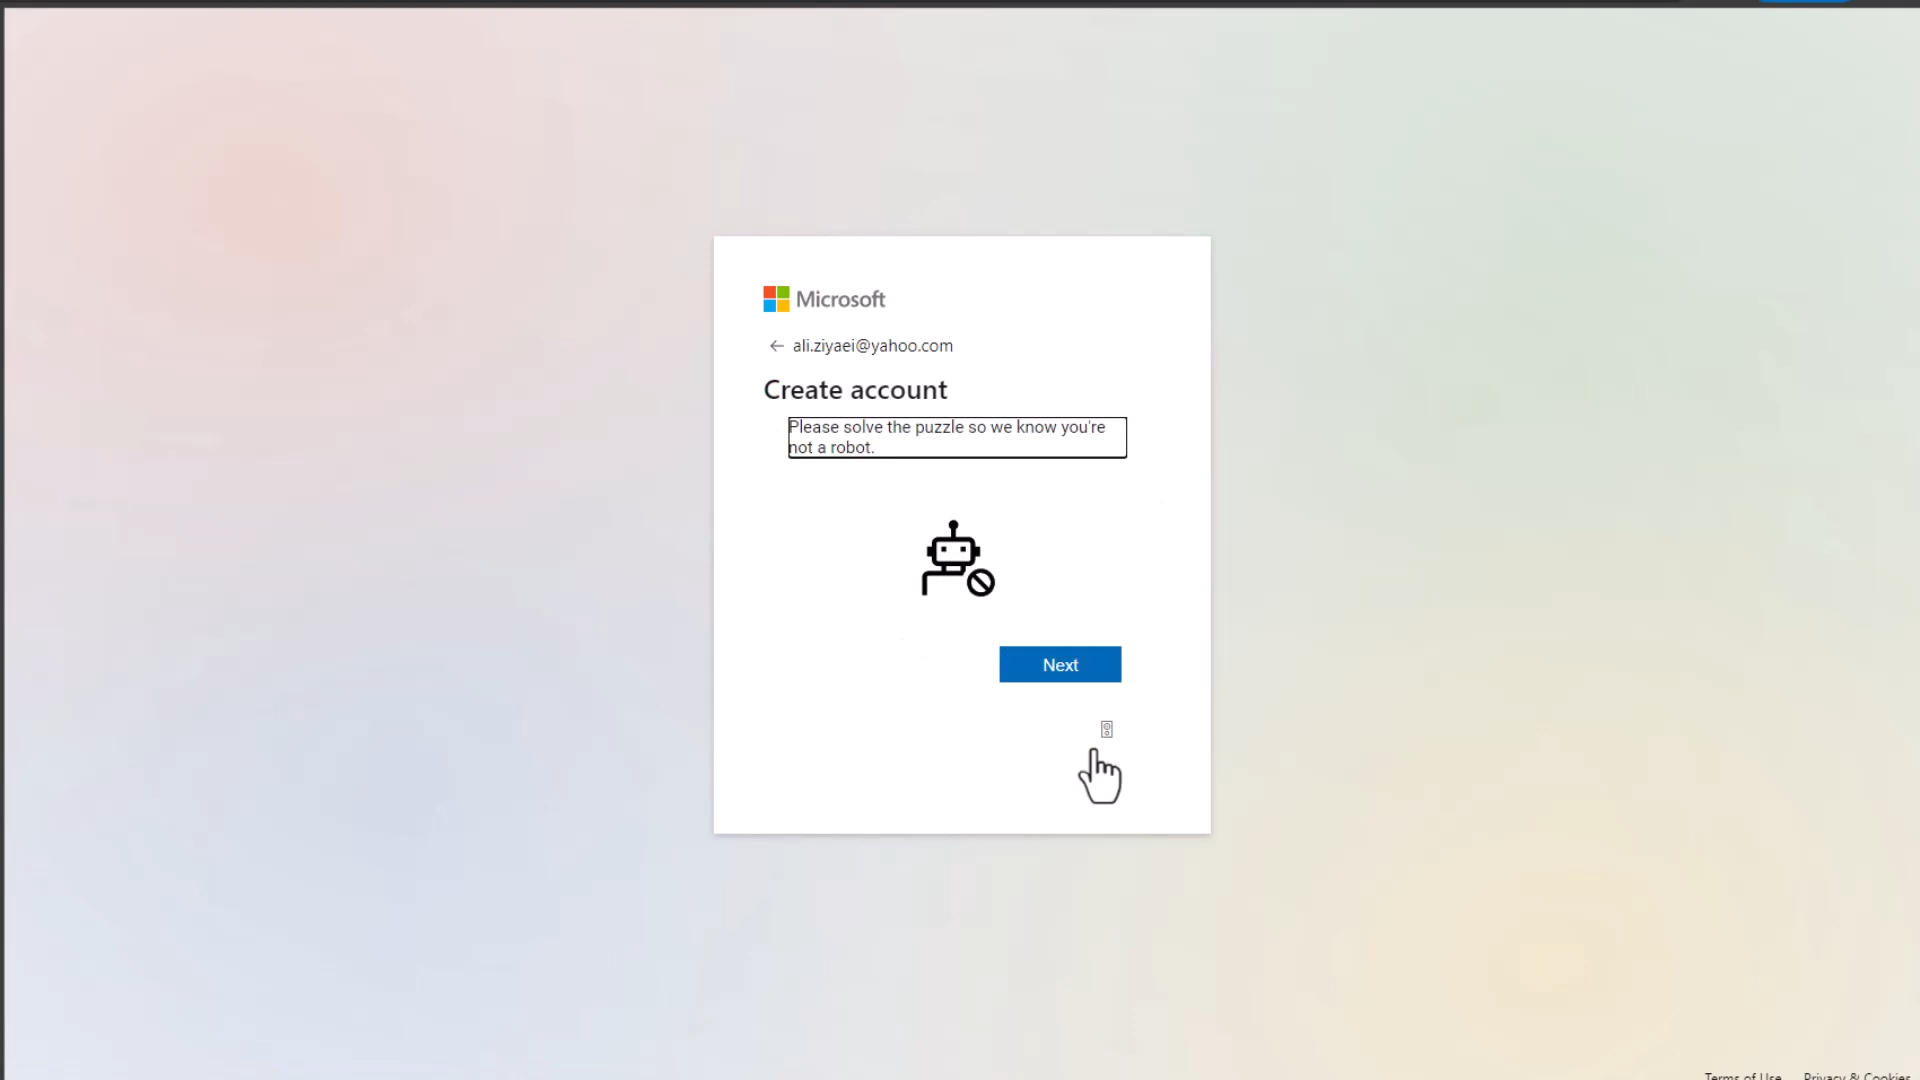 Microsoft
ali.ziyaei@yahoo.com
Create account
Please solve the puzzle so we know you're
not a robot.
Next
Terms of Use Privacy & Cookies